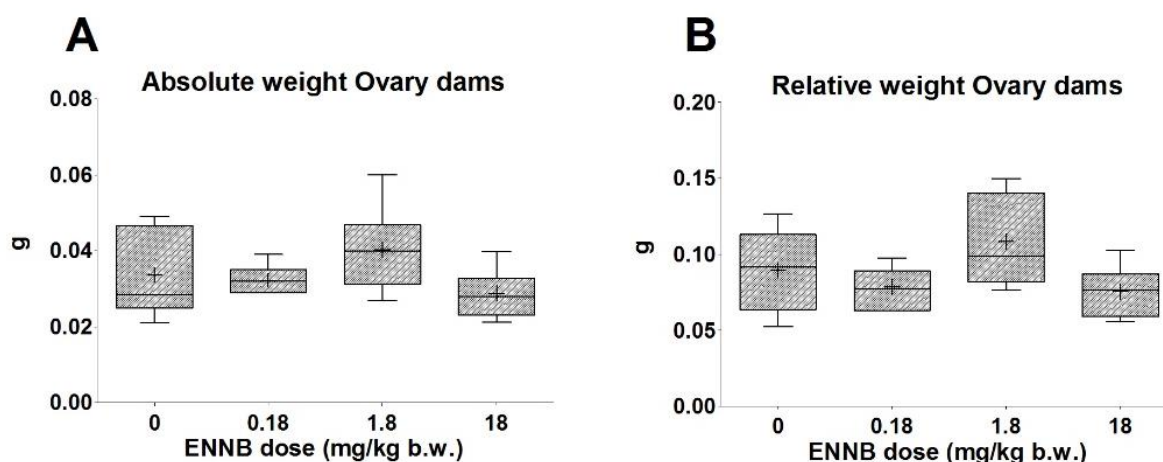 A
Absolute weight Ovary dams
g
0.08
0.06
0.04
0.02
0.00
0 0.18 1.8 18
ENNB dose (mg/kg b.w.)
B
Relative weight Ovary dams
g
0.20
0.15
0.10
0.05
0.00
0 0.18 1.8 18
ENNB dose (mg/kg b.w.)